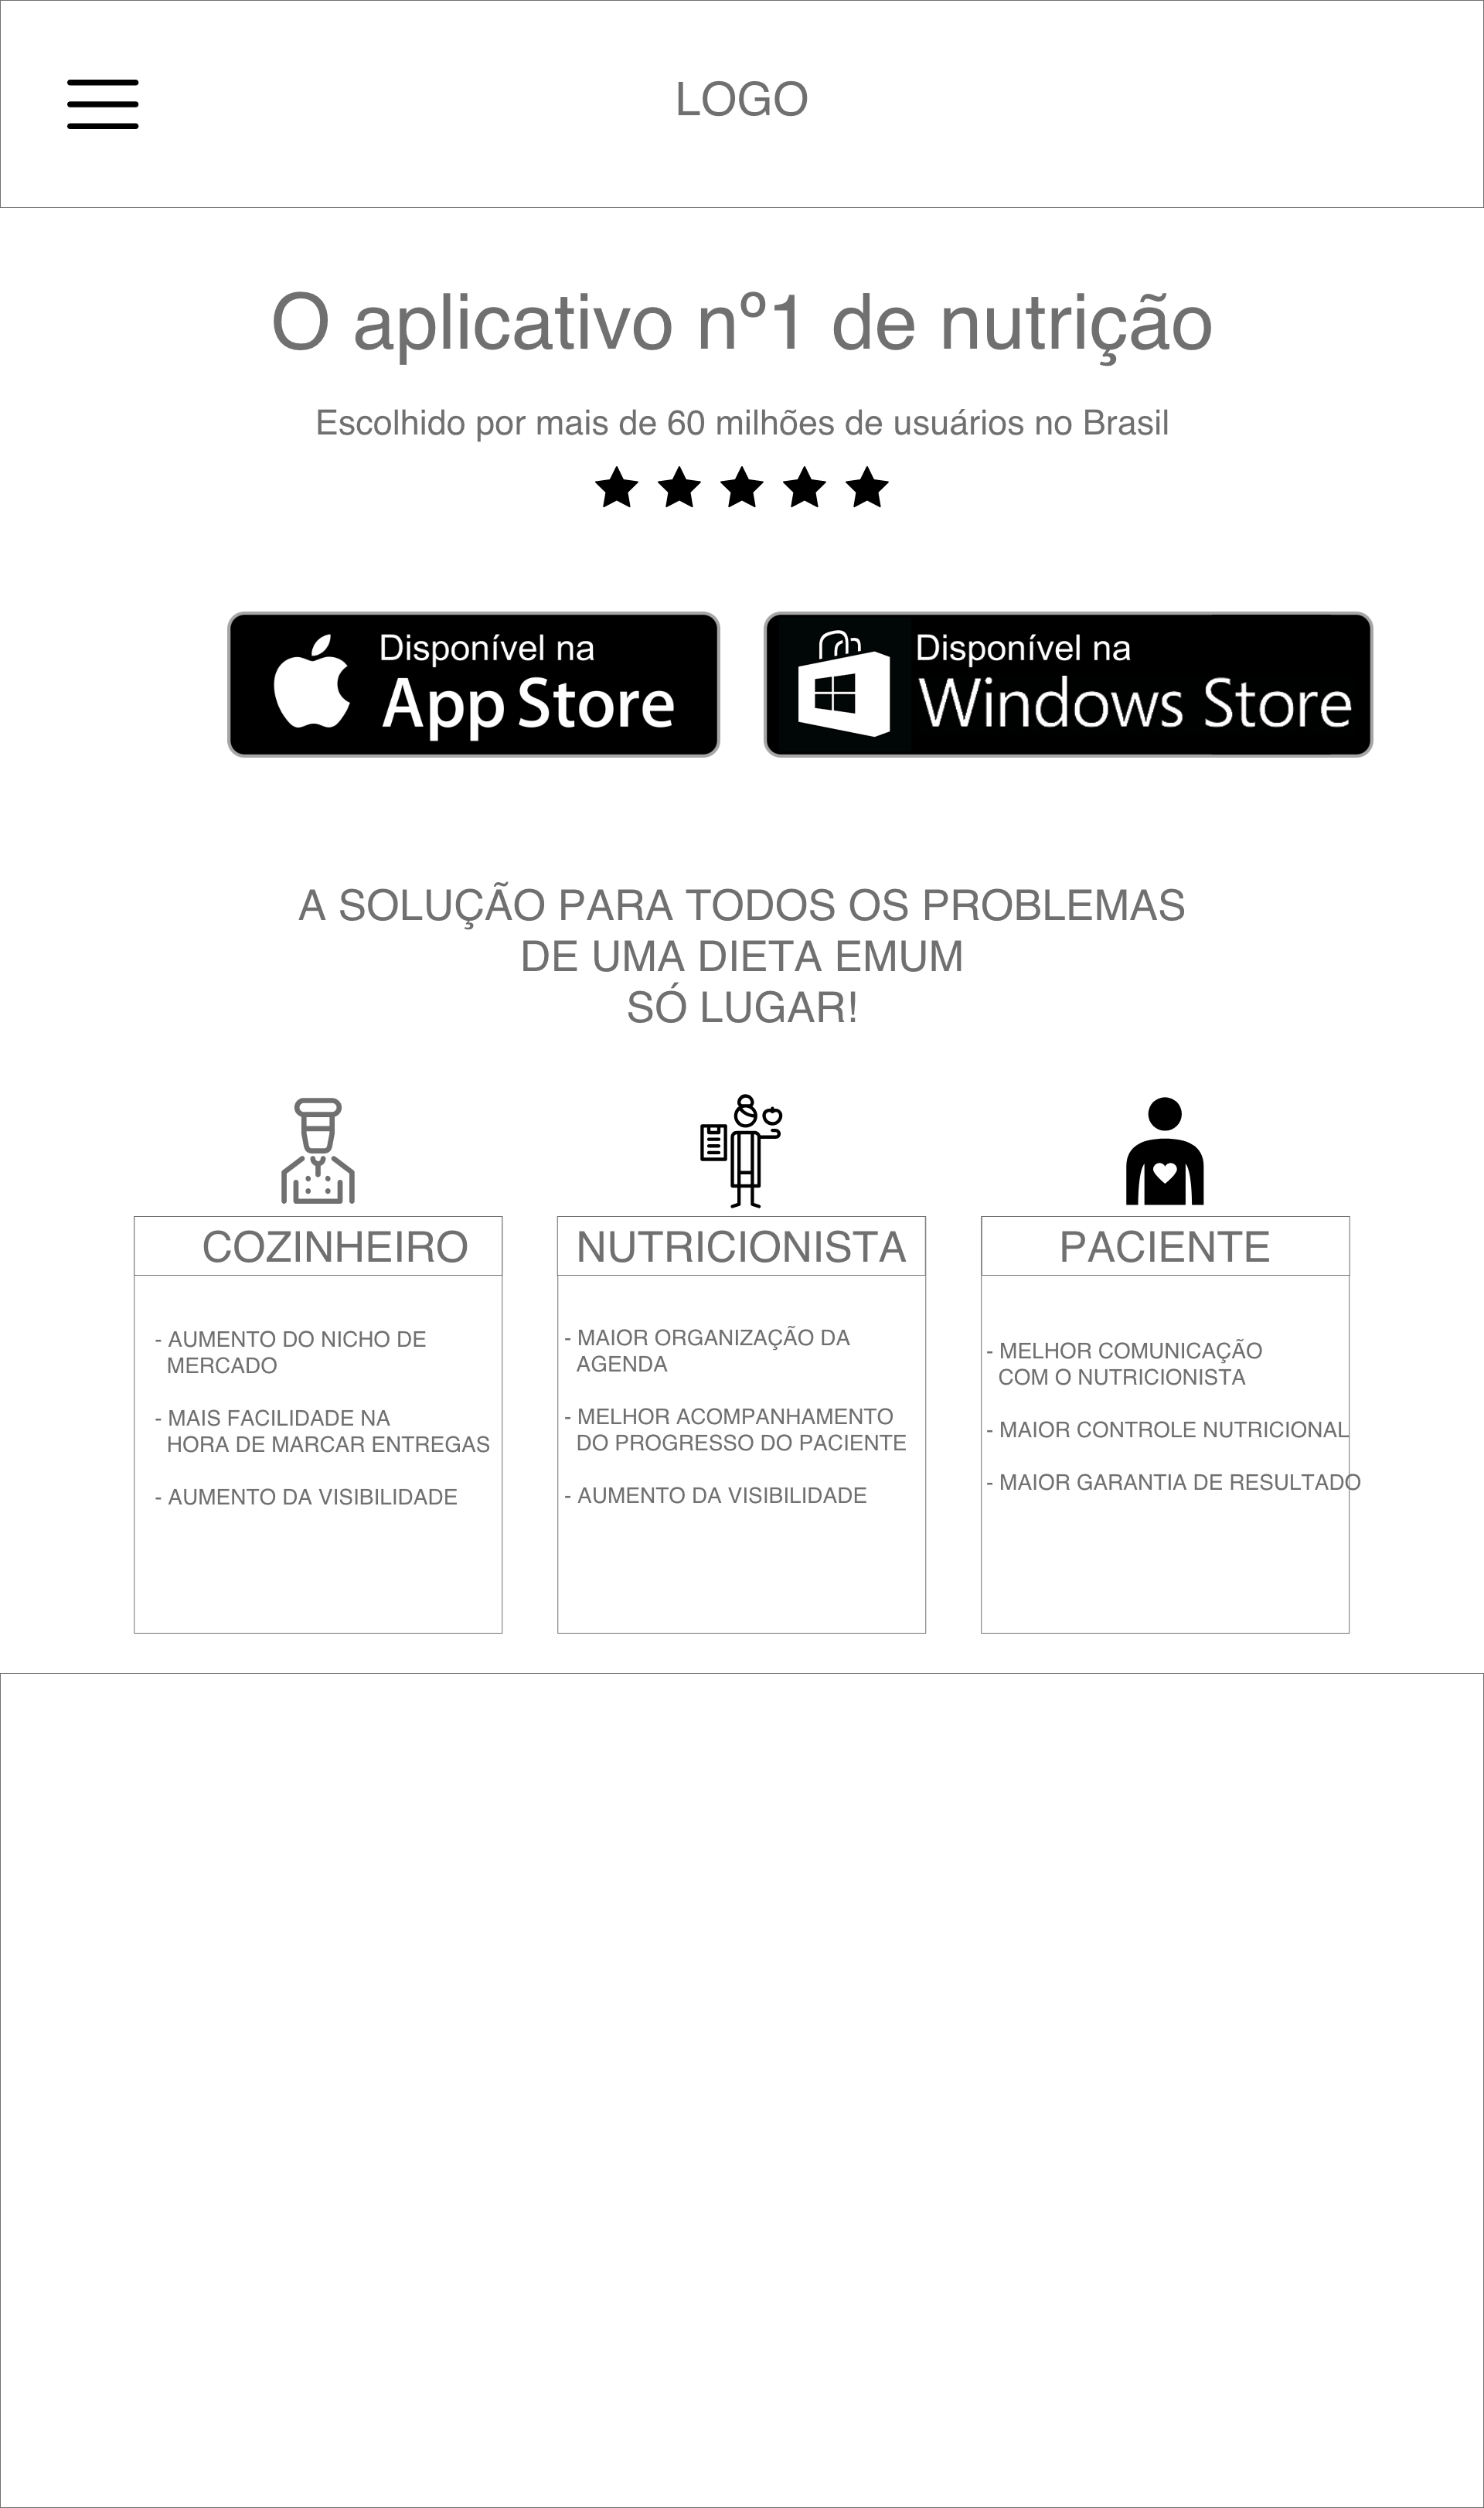 LOGO
O aplicativo nº1 de nutrição
Escolhido por mais de 60 milhões de usuários no Brasil
Disponível na
App Store
Disponível na
Windows Store
A SOLUÇÃO PARA TODOS OS PROBLEMAS
DE UMA DIETA EMUM
SÓ LUGAR!
COZINHEIRO
- AUMENTO DO NICHO DE
MERCADO
- MAIS FACILIDADE NA
HORA DE MARCAR ENTREGAS
- AUMENTO DA VISIBILIDADE
NUTRICIONISTA
- MAIOR ORGANIZAÇÃO DA
AGENDA
- MELHOR ACOMPANHAMENTO
DO PROGRESSO DO PACIENTE
- AUMENTO DA VISIBILIDADE
PACIENTE
- MELHOR COMUNICAÇÃO
COM O NUTRICIONISTA
- MAIOR CONTROLE NUTRICIONAL
- MAIOR GARANTIA DE RESULTADO